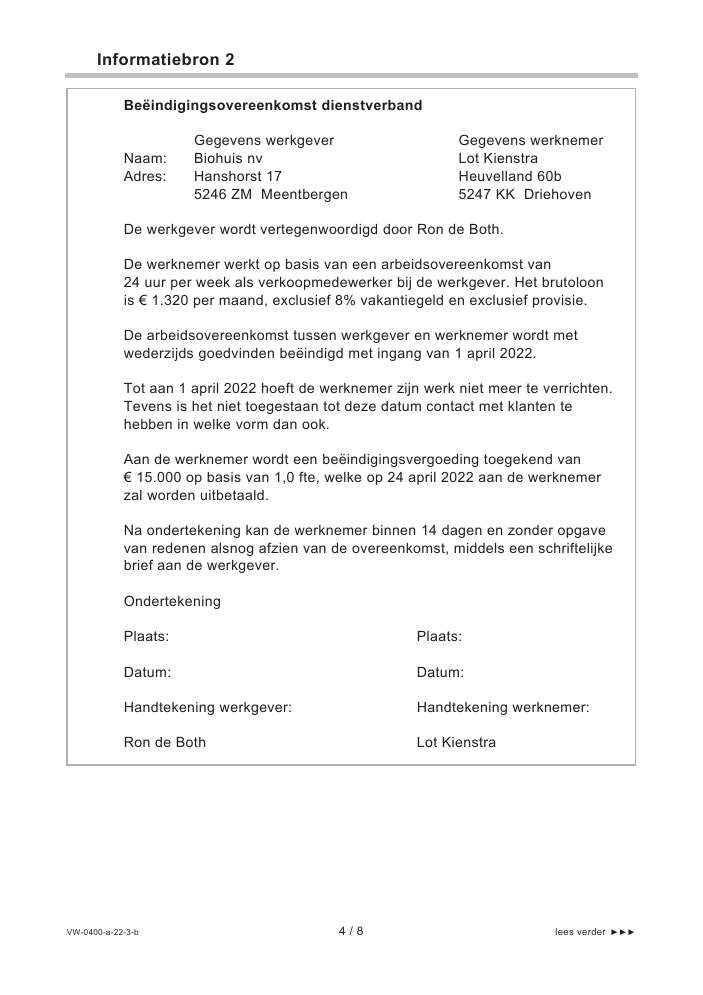 Informatiebron 2
Beëindigingsovereenkomst dienstverband
Gegevens werkgever Gegevens werknemer
Naam: Biohuis nv Lot Kienstra
Adres: Hanshorst 17 Heuvelland 60b
5246 ZM Meentbergen 5247 KK Driehoven
De werkgever wordt vertegenwoordigd door Ron de Both.
De werknemer werkt op basis van een arbeidsovereenkomst van
24 uur per week als verkoopmedewerker bij de werkgever. Het brutoloon
is € 1.320 per maand, exclusief 8% vakantiegeld en exclusief provisie.
De arbeidsovereenkomst tussen werkgever en werknemer wordt met
wederzijds goedvinden beëindigd met ingang van 1 april 2022.
Tot aan 1 april 2022 hoeft de werknemer zijn werk niet meer te verrichten.
Tevens is het niet toegestaan tot deze datum contact met klanten te
hebben in welke vorm dan ook.
Aan de werknemer wordt een beëindigingsvergoeding toegekend van
€ 15.000 op basis van 1,0 fte, welke op 24 april 2022 aan de werknemer
zal worden uitbetaald.
Na ondertekening kan de werknemer binnen 14 dagen en zonder opgave
van redenen alsnog afzien van de overeenkomst, middels een schriftelijke
brief aan de werkgever.
Ondertekening
Plaats: Plaats:
Datum: Datum:
Handtekening werkgever: Handtekening werknemer:
Ron de Both Lot Kienstra
VW-0400-a-22-3-b 4 / 8 lees verder ►►►